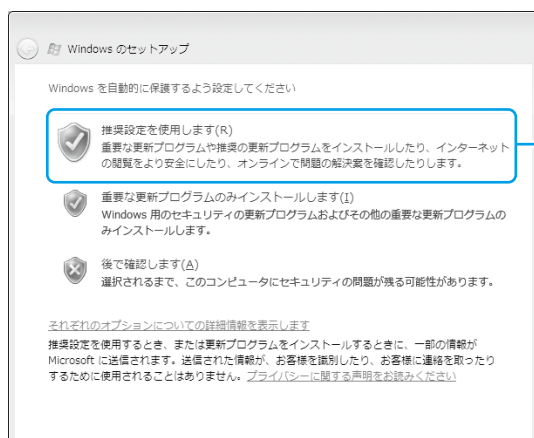 Windows のセットアップ
Windows を自動的に保護するよう設定してください
推奨設定を使用します(R)
重要な更新プログラムや推奨の更新プログラムをインストールしたり、インターネット
の閲覧をより安全にしたり、オンラインで問題の解決案を確認したりします。
重要な更新プログラムのみインストールします(I)
Windows 用のセキュリティの更新プログラムおよびその他の重要な更新プログラムの
みインストールします。
後で確認します(A)
選択されるまで、このコンピュータにセキュリティの問題が残る可能性があります。
それぞれのオプションについての詳細情報を表示します
推奨設定を使用するとき、または更新プログラムをインストールするときに、一部の情報が
Microsoft に送信されます。送信された情報が、お客様を識別したり、お客様に連絡を取ったり
するために使用されることはありません。プライバシーに関する声明をお読みください